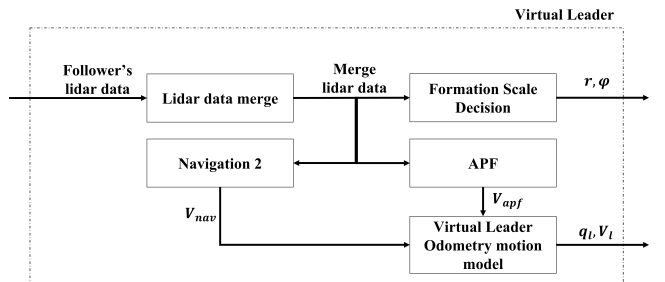 Virtual Leader
Follower's
lidar data
Lidar data merge
Merge
lidar data
Formation Scale
Decision
r, φ
Navigation 2
APF
V_nav
V_apf
Virtual Leader
Odometry motion
model
q_l, V_l